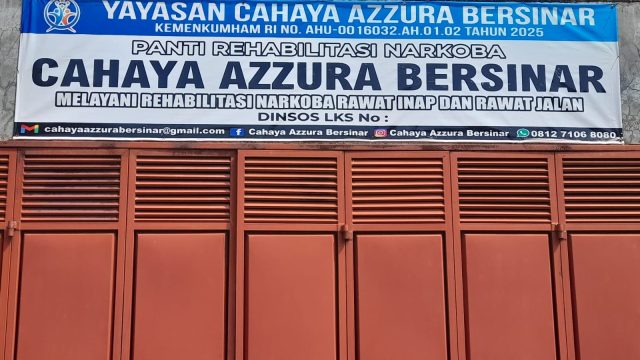 YAYASAN CAHAYA AZZURA BERSINAR
KEMENKUMHAM RI NO. AHU-0016032.AH.01.02 TAHUN 2025
PANTI REHABILITASI NARKOBA
CAHAYA AZZURA BERSINAR
MELAYANI REHABILITASI NARKOBA RAWAT INAP DAN RAWAT JALAN
DINSOS LKS No :
cahayaazzurabersinar@gmail.com Cahaya Azzura Bersinar Cahaya Azzura Bersinar 0812 7106 8080